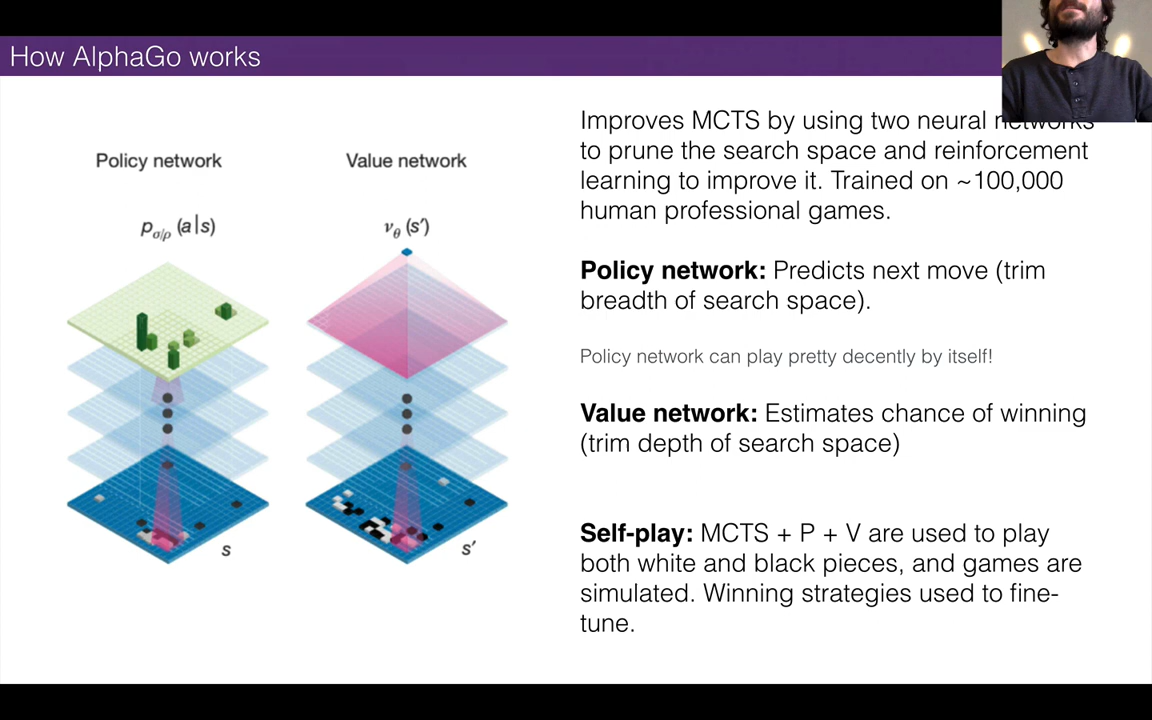 How AlphaGo works
Policy network
Value network
pσ/ρ (a|s)
νθ (s′)
s
s′
Improves MCTS by using two neural networks
to prune the search space and reinforcement
learning to improve it. Trained on ~100,000
human professional games.
Policy network: Predicts next move (trim
breadth of search space).
Policy network can play pretty decently by itself!
Value network: Estimates chance of winning
(trim depth of search space)
Self-play: MCTS + P + V are used to play
both white and black pieces, and games are
simulated. Winning strategies used to fine-
tune.